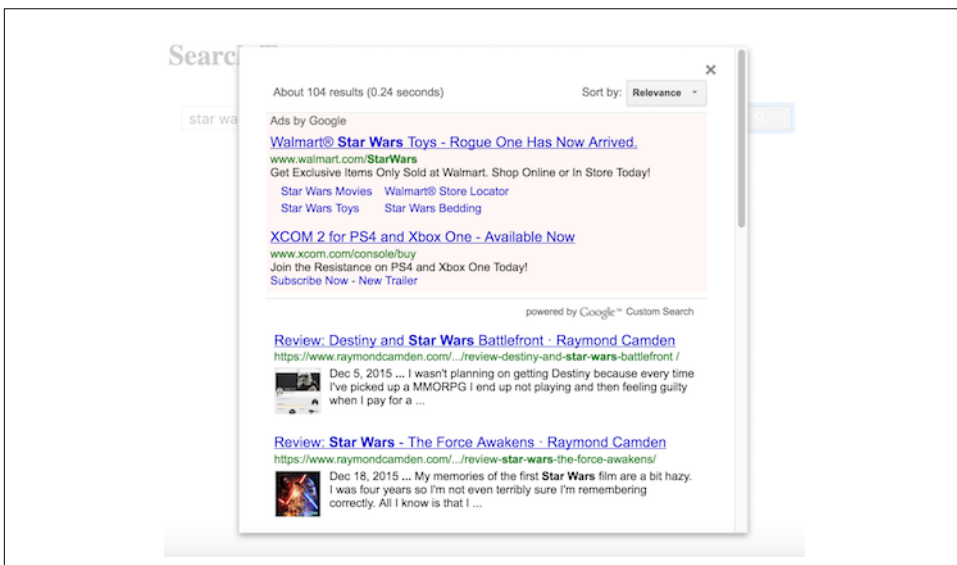 Searc
star wa
About 104 results (0.24 seconds) Sort by: Relevance
Ads by Google
Walmart® Star Wars Toys - Rogue One Has Now Arrived.
www.walmart.com/StarWars
Get Exclusive Items Only Sold at Walmart. Shop Online or In Store Today!
Star Wars Movies Walmart® Store Locator
Star Wars Toys Star Wars Bedding
XCOM 2 for PS4 and Xbox One - Available Now
www.xcom.com/console/buy
Join the Resistance on PS4 and Xbox One Today!
Subscribe Now - New Trailer
powered by Google™ Custom Search
Review: Destiny and Star Wars Battlefront · Raymond Camden
https://www.raymondcamden.com/.../review-destiny-and-star-wars-battlefront /
Dec 5, 2015 ... I wasn't planning on getting Destiny because every time
I've picked up a MMORPG I end up not playing and then feeling guilty
when I pay for a ...
Review: Star Wars - The Force Awakens · Raymond Camden
https://www.raymondcamden.com/.../review-star-wars-the-force-awakens/
Dec 18, 2015 ... My memories of the first Star Wars film are a bit hazy.
I was four years so I'm not even terribly sure I'm remembering
correctly. All I know is that I ...